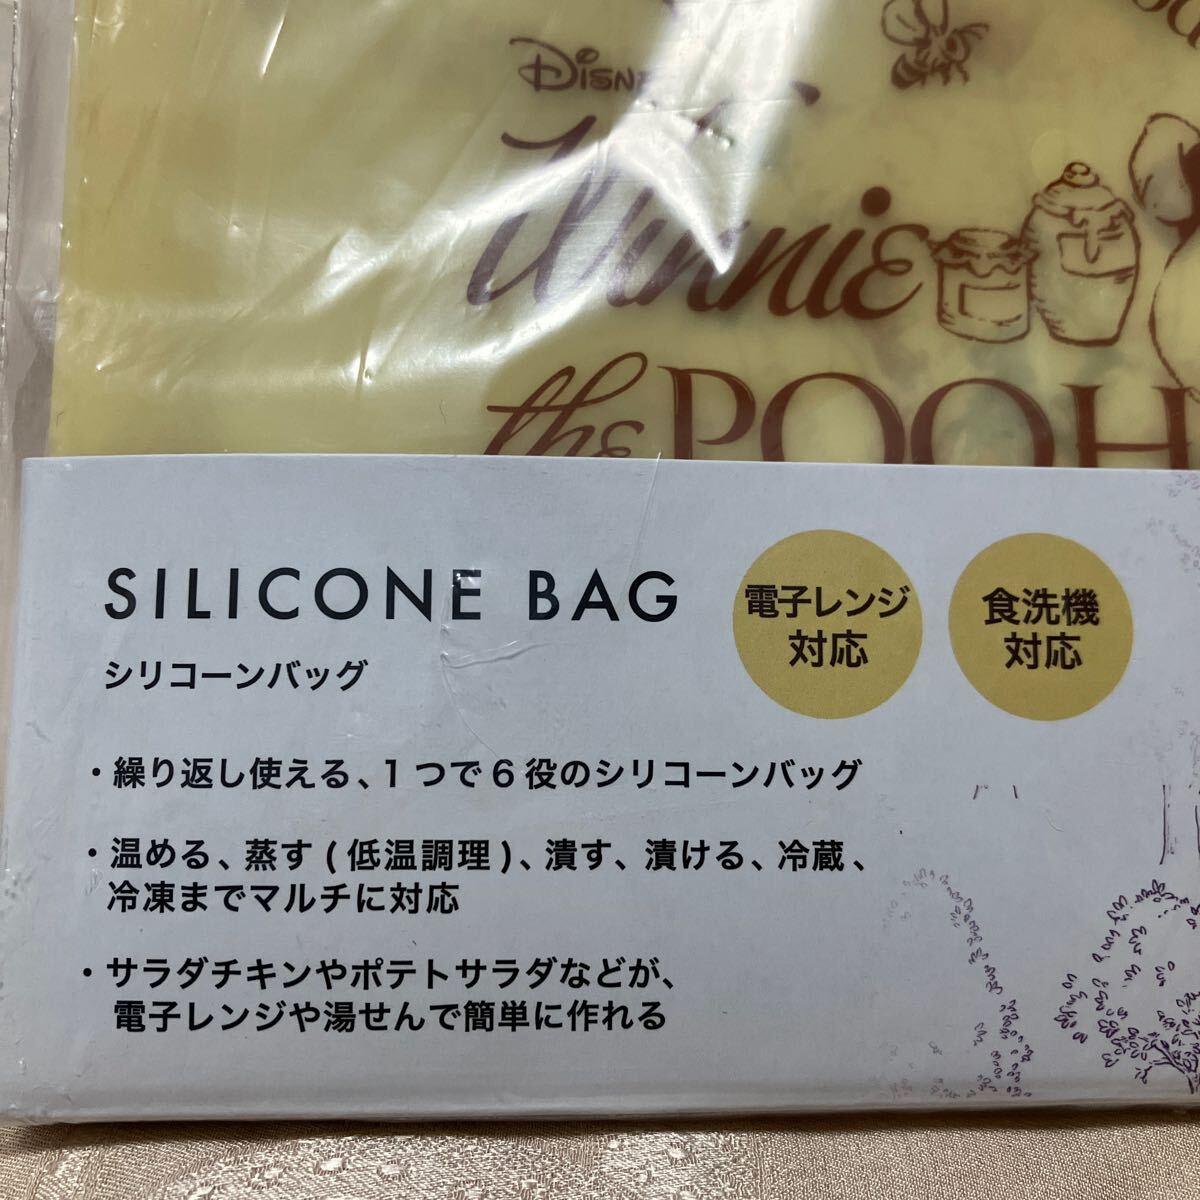 DISNE
Winnie
the POOH
SILICONE BAG
シリコーンバッグ
電子レンジ
対応
食洗機
対応
・繰り返し使える、1つで6役のシリコーンバッグ
・温める、蒸す(低温調理)、潰す、漬ける、冷蔵、
冷凍までマルチに対応
・サラダチキンやポテトサラダなどが、
電子レンジや湯せんで簡単に作れる